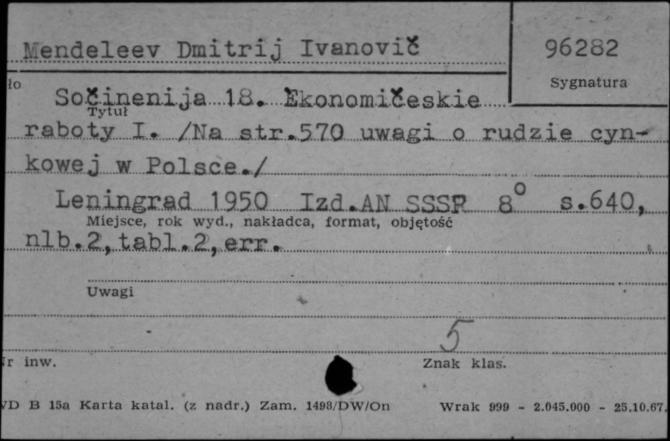 Mendeleev Dmitrij Ivanovič
96282
Sygnatura
ło
Sočinenija 18. Ekonomičeskie
Tytuł
raboty I. /Na str.570 uwagi o rudzie cyn-
kowej w Polsce./
Leningrad 1950 Izd.AN SSSR 8° s.640,
Miejsce, rok wyd., nakładca, format, objętość
nlb.2,tabl.2,err.
Uwagi
5
r inw.
Znak klas.
D B 15a Karta katal. (z nadr.) Zam. 1498/DW/On Wrak 999 - 2.045.000 - 25.10.67.